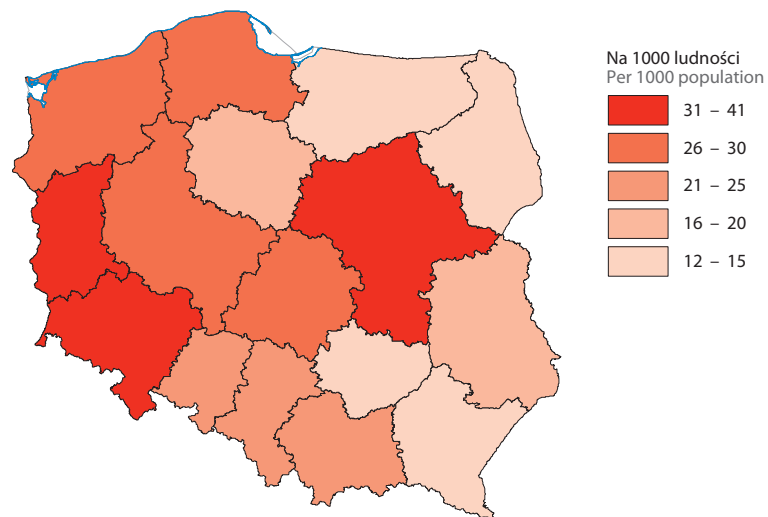 Na 1000 ludności
Per 1000 population
31 – 41
26 – 30
21 – 25
16 – 20
12 – 15